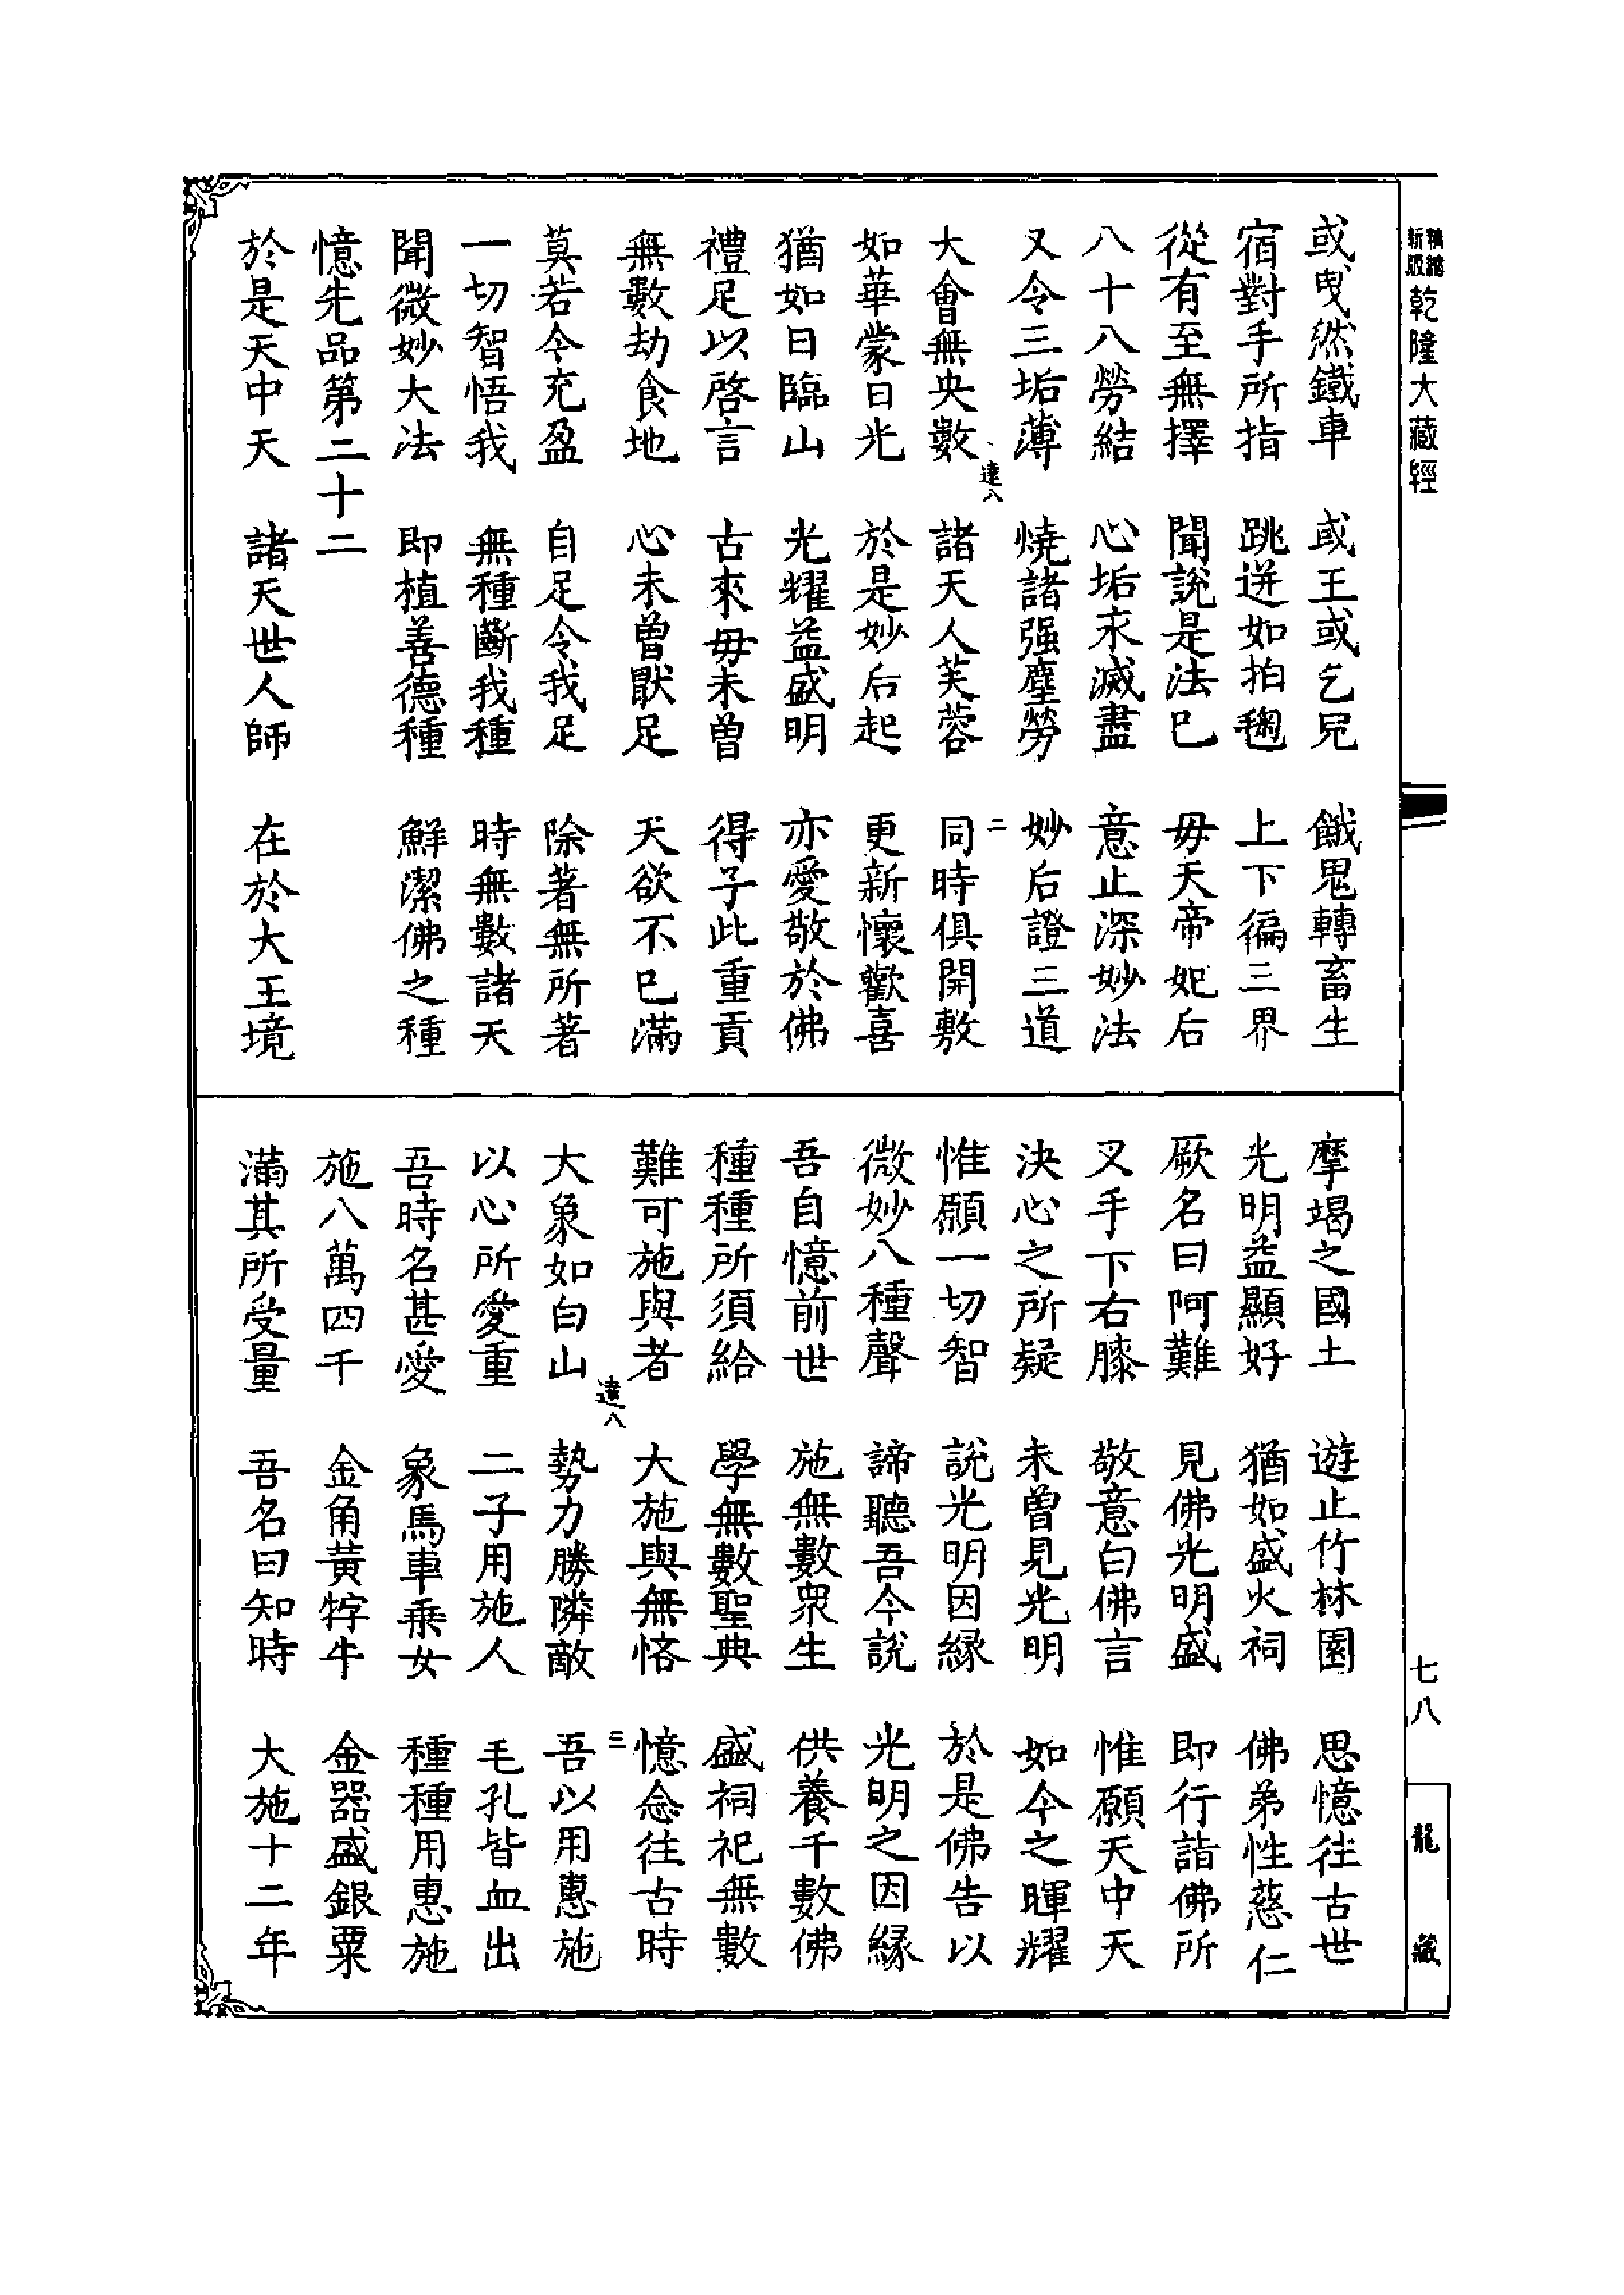 新版
乾隆大藏經
七八
龍藏
或曳然鐵車　或王或乞兒　餓鬼轉畜生
宿對手所指　跳迸如拍毱　上下徧三界
從有至無擇　聞說是法已　毋天帝妃后
八十八勞結　心垢永滅盡　意止深妙法
又令三垢薄　燒諸强塵勞　妙后證三道
達八　二
大會無央數　諸天人芙蓉　同時俱開敷
如華蒙日光　於是妙后起　更新懷歡喜
猶如日臨山　光耀益盛明　亦愛敬於佛
禮足以啓言　古來毋未曾　得子此重貢
無數劫食地　心未曾猒足　天欲不已滿
莫若今充盈　自足令我足　除著無所著
一切智悟我　無種斷我種　時無數諸天
聞微妙大法　即植善德種　鮮潔佛之種
憶先品第二十二
於是天中天　諸天世人師　在於大王境
摩竭之國土　遊止竹林園　思憶往古世
光明益顯好　猶如盛火祠　佛弟性慈仁
厥名曰阿難　見佛光明盛　即行詣佛所
叉手下右膝　敬意白佛言　惟願天中天
決心之所疑　未曾見光明　如今之暉耀
惟願一切智　說光明因緣　於是佛告以
微妙八種聲　諦聽吾今說　光明之因緣
吾自憶前世　施無數眾生　供養千數佛
種種所須給　學無數聖典　盛祠祀無數
難可施與者　大施與無悋　憶念往古時
達八　三
大象如白山　勢力勝隣敵　吾以用惠施
以心所愛重　二子用施人　毛孔皆血出
吾時名甚愛　象馬車乘女　種種用惠施
施八萬四千　金角黃牸牛　金器盛銀粟
滿其所受量　吾名曰知時　大施十二年